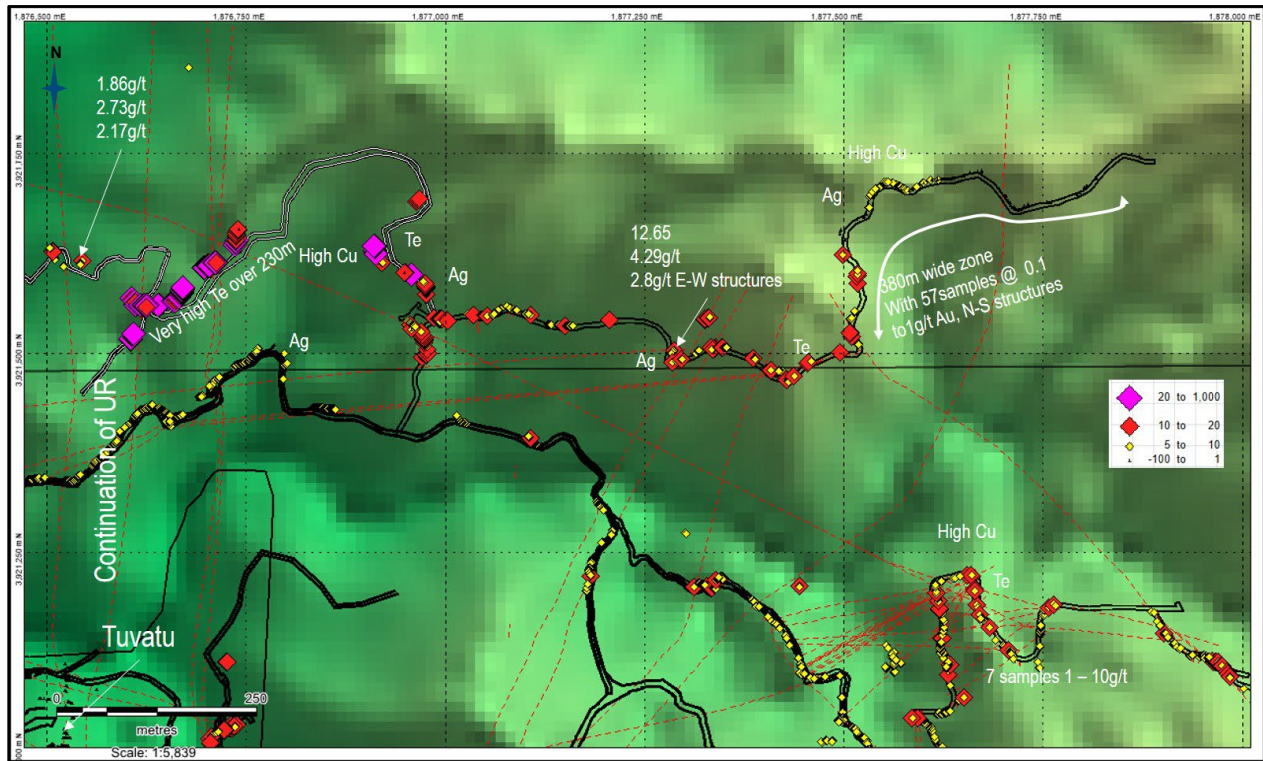 1,876,500 mE
1,876,750 mE
1,877,000 mE
1,877,250 mE
1,877,500 mE
1,877,750 mE
1,878,000 mE
N
1.86g/t
2.73g/t
2.17g/t
3,921,750 mN
High Cu
Ag
Te
High Cu
Ag
Very high Te over 230m
12.65
4.29g/t
2.8g/t E-W structures
380m wide zone
With 57samples @ 0.1
to1g/t Au, N-S structures
3,921,500 mN
Ag
Ag
Te
20 to 1,000
10 to 20
5 to 10
-100 to 1
Continuation of UR
3,921,250 mN
High Cu
Te
Tuvatu
7 samples 1 – 10g/t
0
250
metres
Scale: 1:5,839